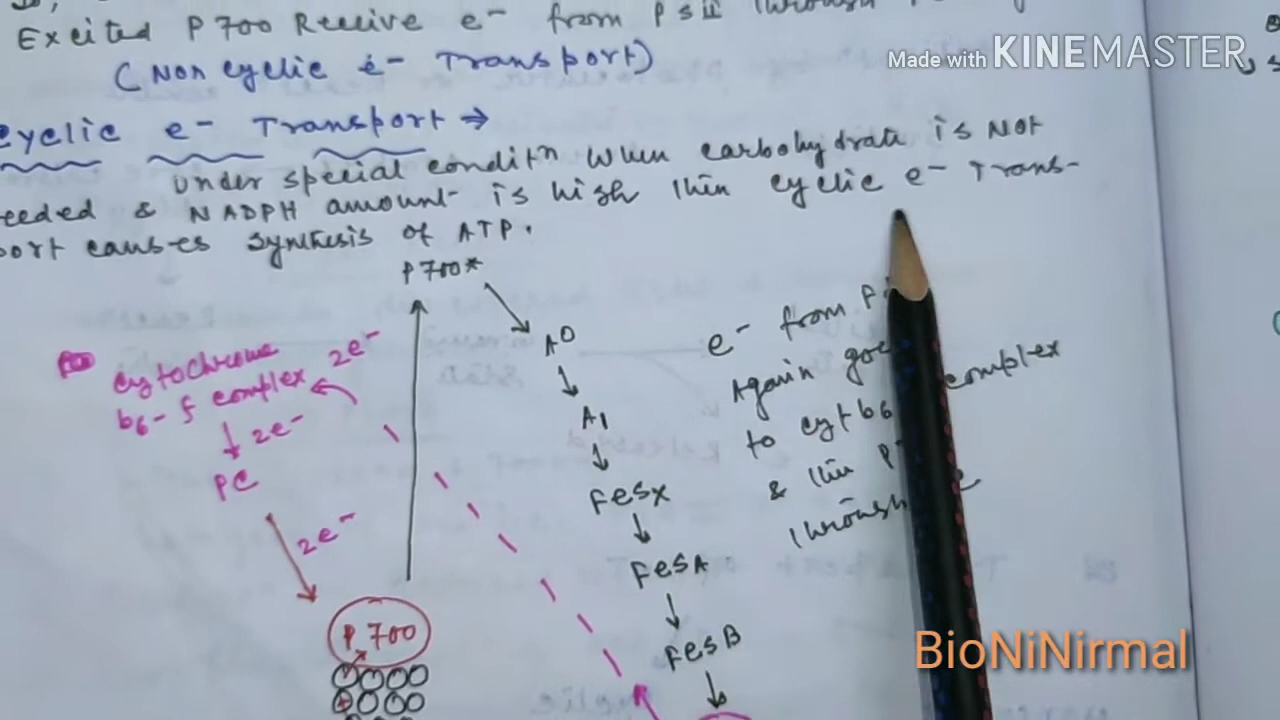 Excited P700 Receive e- from PSII through
(Non cyclic e- Transport)
cyclic e- Transport →
under special conditn when carbohydrate is Not
needed & NADPH amount is high then cyclic e- Trans-
port causes synthesis of ATP.
P700*
A0
A1
FesX
FesA
FesB
cytochrome
b6-f complex
2e-
2e-
PC
2e-
P 700
e- from
Again
to cyt b6 complex
& then
through
Made with KINEMASTER
BioNiNirmal